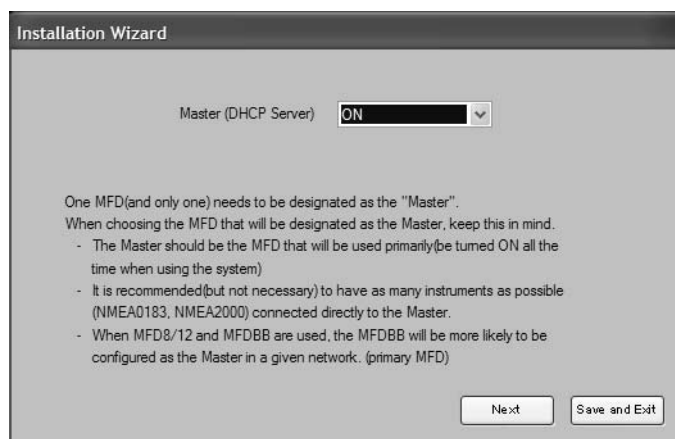 Installation Wizard
Master (DHCP Server) ON
One MFD(and only one) needs to be designated as the "Master".
When choosing the MFD that will be designated as the Master, keep this in mind.
- The Master should be the MFD that will be used primarily(be turned ON all the
time when using the system)
- It is recommended(but not necessary) to have as many instruments as possible
(NMEA0183, NMEA2000) connected directly to the Master.
- When MFD8/12 and MFDBB are used, the MFDBB will be more likely to be
configured as the Master in a given network. (primary MFD)
Next Save and Exit